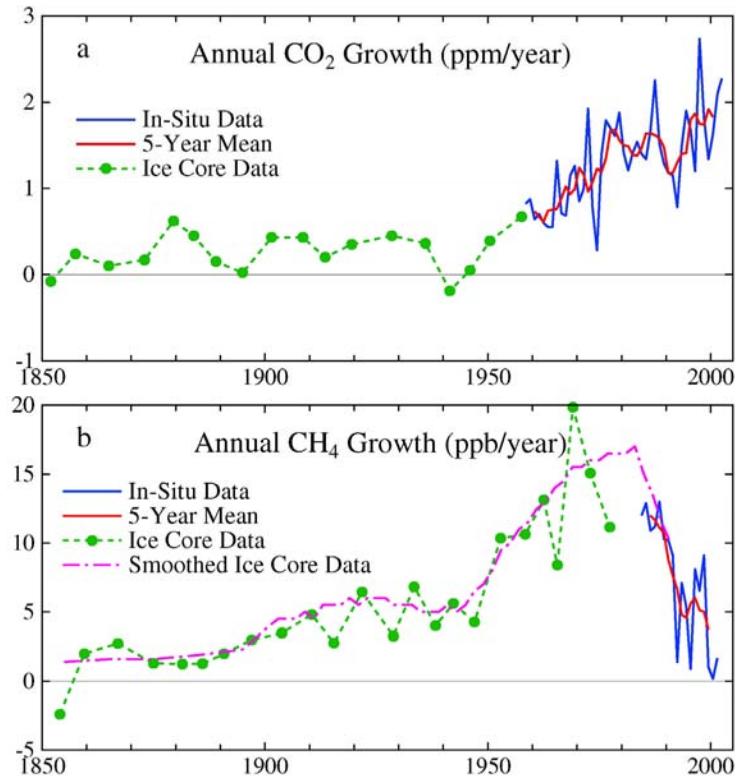 3
a
Annual CO₂ Growth (ppm/year)
2
In-Situ Data
5-Year Mean
Ice Core Data
1
0
-1
1850
1900
1950
2000
20
b
Annual CH₄ Growth (ppb/year)
15
In-Situ Data
5-Year Mean
Ice Core Data
Smoothed Ice Core Data
10
5
0
-5
1850
1900
1950
2000